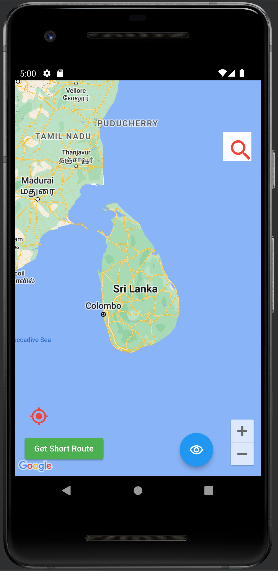 5:00
Vellore
வேலூர்
PUDUCHERRY
TAMIL NADU
Thanjavur
தஞ்சாவூர்
Madurai
மதுரை
Sri Lanka
Colombo
Get Short Route
Google